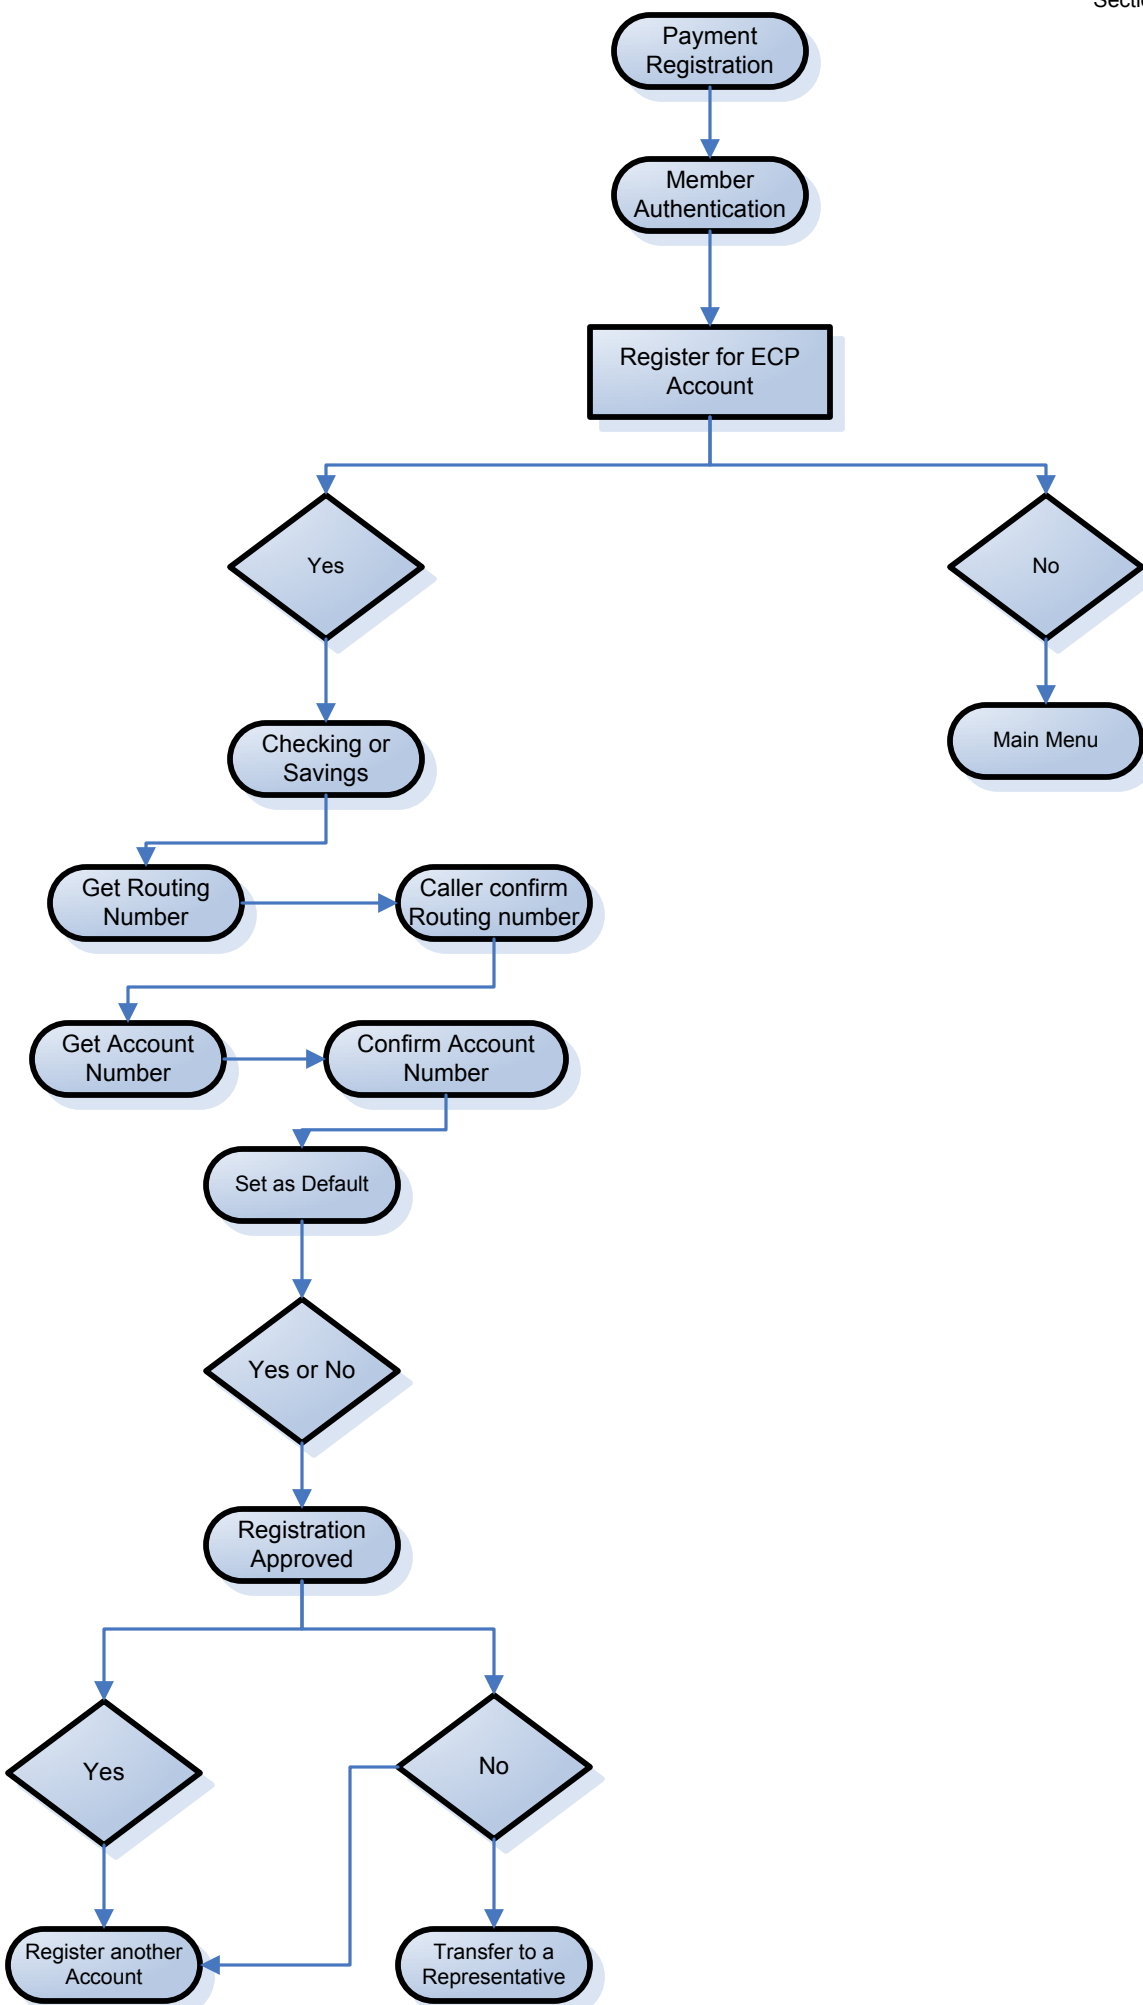 Payment
Registration
Member
Authentication
Register for ECP
Account
Yes
No
Checking or
Savings
Main Menu
Get Routing
Number
Caller confirm
Routing number
Get Account
Number
Confirm Account
Number
Set as Default
Yes or No
Registration
Approved
Yes
No
Register another
Account
Transfer to a
Representative